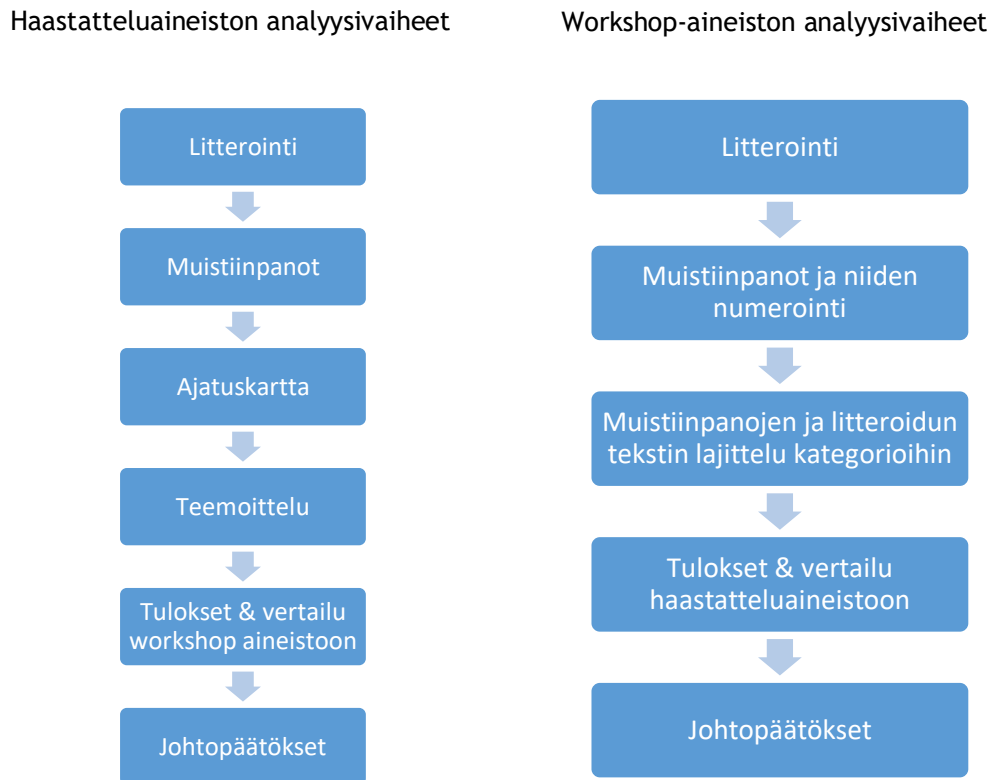 Haastatteluaineiston analyysivaiheet
Litterointi
Muistiinpanot
Ajatuskartta
Teemoittelu
Tulokset & vertailu
workshop aineistoon
Johtopäätökset
Workshop-aineiston analyysivaiheet
Litterointi
Muistiinpanot ja niiden
numerointi
Muistiinpanojen ja litteroidun
tekstin lajittelu kategorioihin
Tulokset & vertailu
haastatteluaineistoon
Johtopäätökset